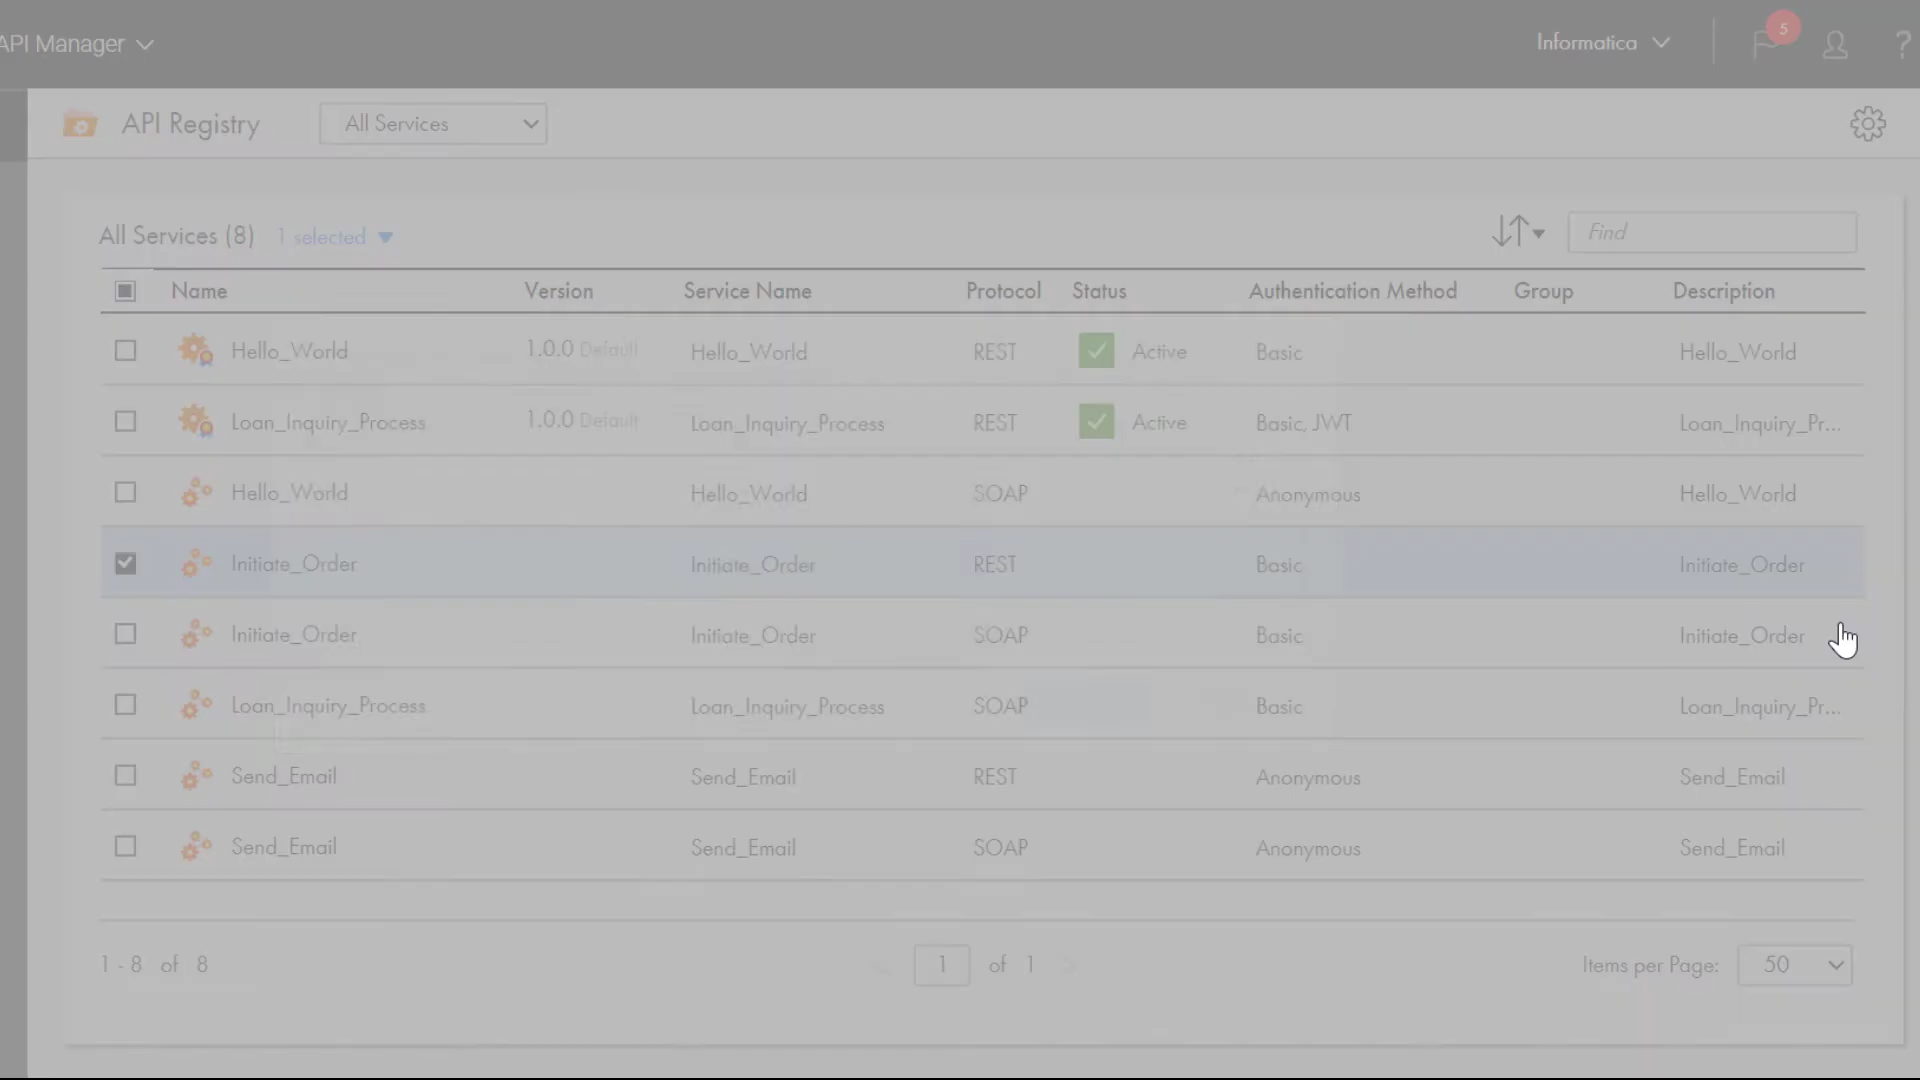 API Manager
Informatica
5
?
API Registry
All Services
All Services (8) 1 selected
Find
Name Version Service Name Protocol Status Authentication Method Group Description
Hello_World 1.0.0 Default Hello_World REST Active Basic Hello_World
Loan_Inquiry_Process 1.0.0 Default Loan_Inquiry_Process REST Active Basic, JWT Loan_Inquiry_Pr...
Hello_World Hello_World SOAP Anonymous Hello_World
Initiate_Order Initiate_Order REST Basic Initiate_Order
Initiate_Order Initiate_Order SOAP Basic Initiate_Order
Loan_Inquiry_Process Loan_Inquiry_Process SOAP Basic Loan_Inquiry_Pr...
Send_Email Send_Email REST Anonymous Send_Email
Send_Email Send_Email SOAP Anonymous Send_Email
1 - 8 of 8
1 of 1
Items per Page: 50